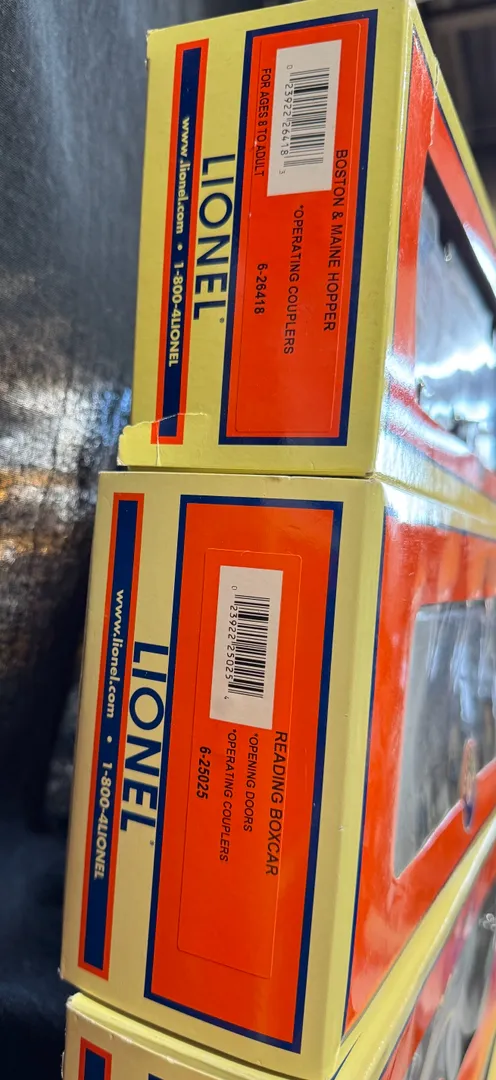 BOSTON & MAINE HOPPER
*OPERATING COUPLERS
0 23922 26418 3
FOR AGES 8 TO ADULT
6-26418
LIONEL
www.lionel.com • 1-800-4LIONEL
READING BOXCAR
*OPENING DOORS
*OPERATING COUPLERS
0 23922 25025 4
6-25025
LIONEL
www.lionel.com • 1-800-4LIONEL